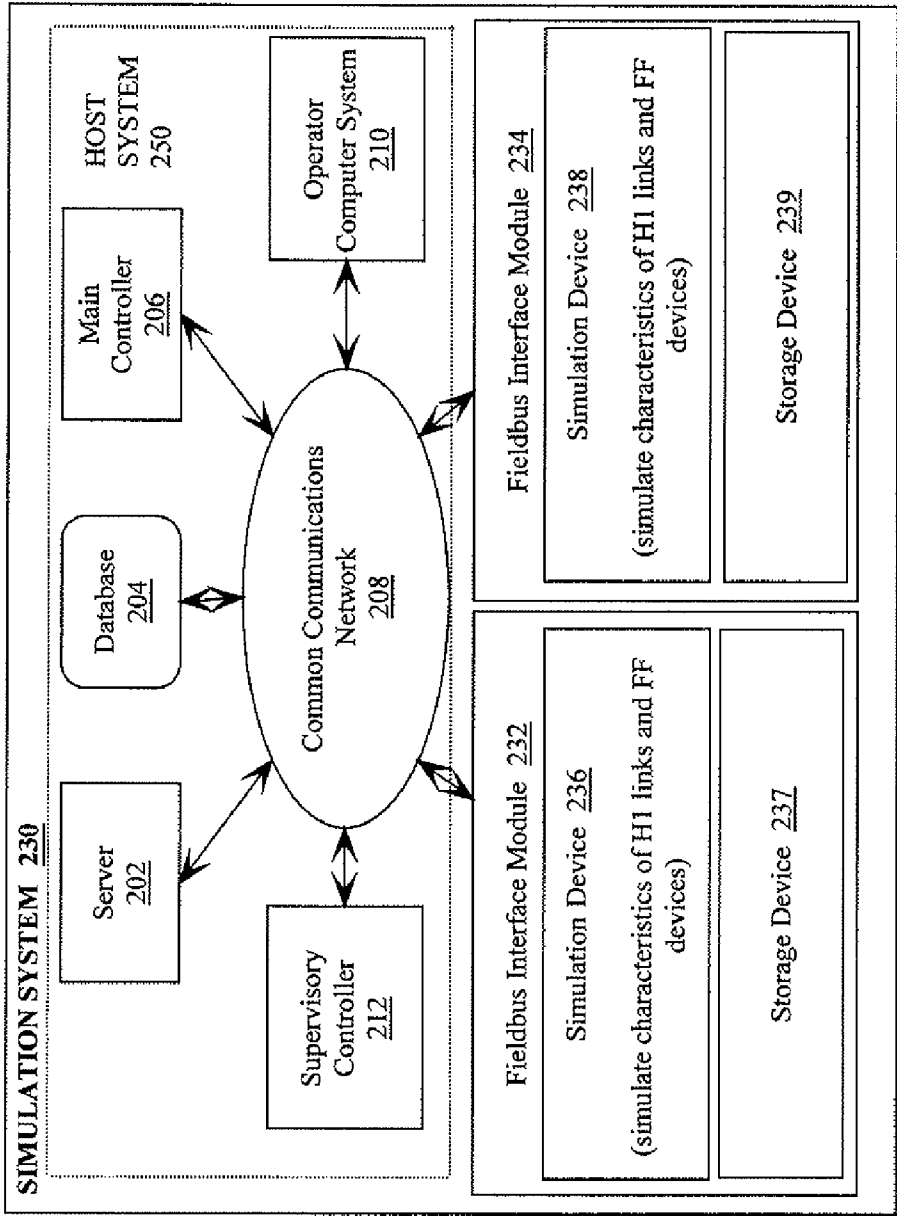 SIMULATION SYSTEM 230
HOST
SYSTEM
250
Server
202
Database
204
Main
Controller
206
Supervisory
Controller
212
Common Communications
Network
208
Operator
Computer System
210
Fieldbus Interface Module 232
Simulation Device 236
(simulate characteristics of H1 links and FF
devices)
Storage Device 237
Fieldbus Interface Module 234
Simulation Device 238
(simulate characteristics of H1 links and FF
devices)
Storage Device 239